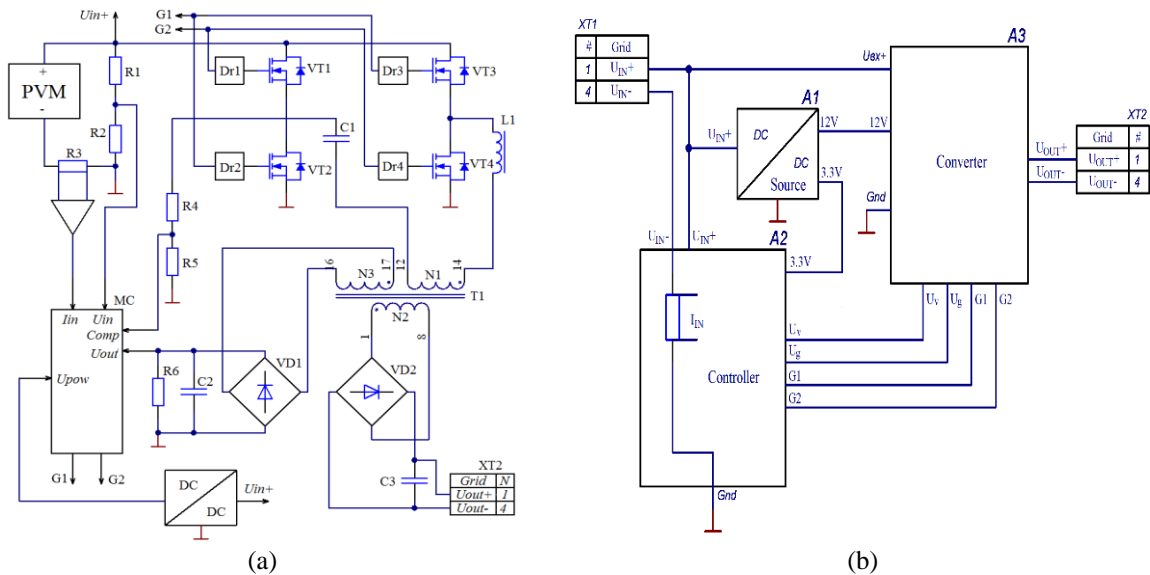 Uin+
G1
G2
+
PVM
-
R1
R2
R3
Dr1
VT1
Dr3
VT3
C1
L1
Dr2
VT2
Dr4
VT4
R4
R5
16
N3
17
12
N1
14
T1
N2
1
8
MC
Iin
Uin
Comp
Uout
Upow
R6
C2
VD1
VD2
G1
G2
DC
DC
Uin+
C3
XT2
Grid N
Uout+ 1
Uout- 4
(a)
XT1
# Grid
1 UIN+
4 UIN-
A3
Uвх+
A1
UIN+
DC
DC
Source
12V
12V
3.3V
Converter
XT2
Grid #
UOUT+
UOUT+ 1
UOUT-
UOUT- 4
Gnd
UIN-
UIN+
A2
3.3V
IIN
Controller
Uv
Ug
G1
G2
Uv
Ug
G1
G2
Gnd
(b)